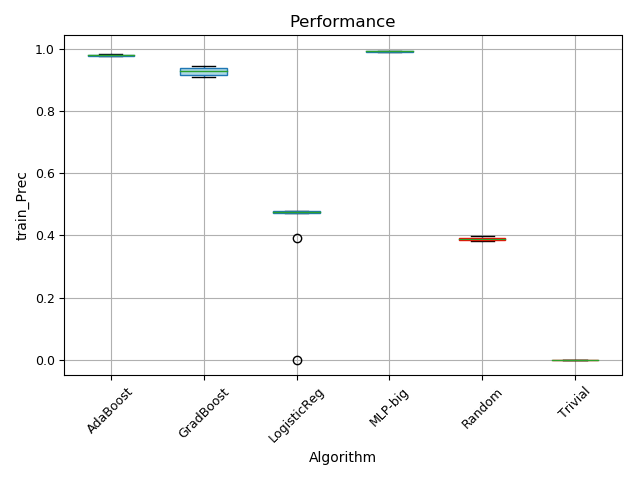 Performance
train_Prec
1.0
0.8
0.6
0.4
0.2
0.0
AdaBoost
GradBoost
LogisticReg
MLP-big
Random
Trivial
Algorithm